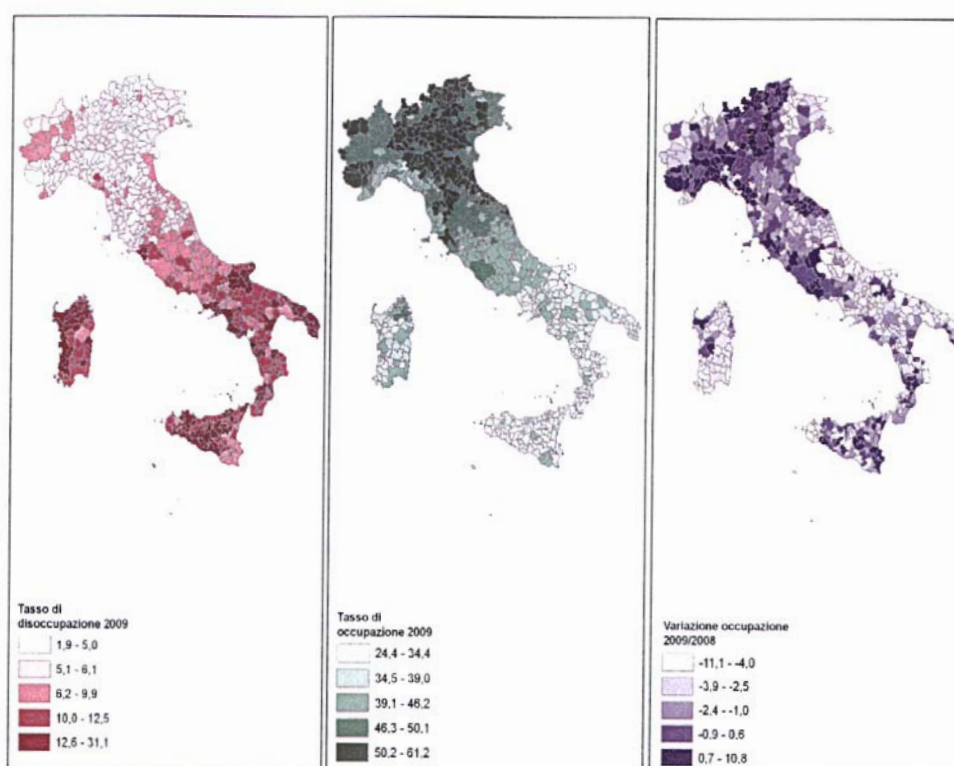 Tasso di
disoccupazione 2009
1,9 - 5,0
5,1 - 6,1
6,2 - 9,9
10,0 - 12,5
12,6 - 31,1
Tasso di
occupazione 2009
24,4 - 34,4
34,5 - 39,0
39,1 - 46,2
46,3 - 50,1
50,2 - 61,2
Variazione occupazione
2009/2008
-11,1 - -4,0
-3,9 - -2,5
-2,4 - -1,0
-0,9 - 0,6
0,7 - 10,8